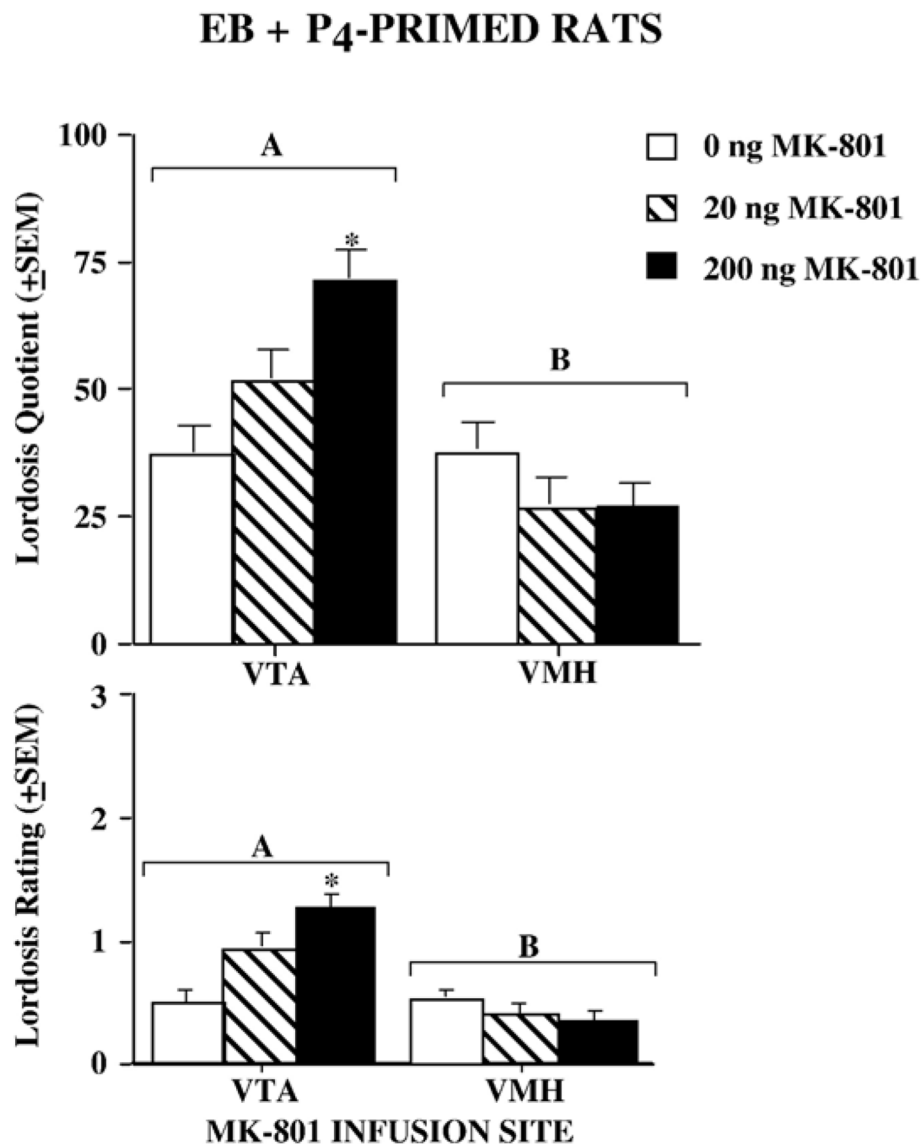 EB + P4-PRIMED RATS
100
75
50
25
0
Lordosis Quotient (±SEM)
A
*
B
0 ng MK-801
20 ng MK-801
200 ng MK-801
VTA
VMH
3
2
1
0
Lordosis Rating (±SEM)
A
*
B
VTA
VMH
MK-801 INFUSION SITE